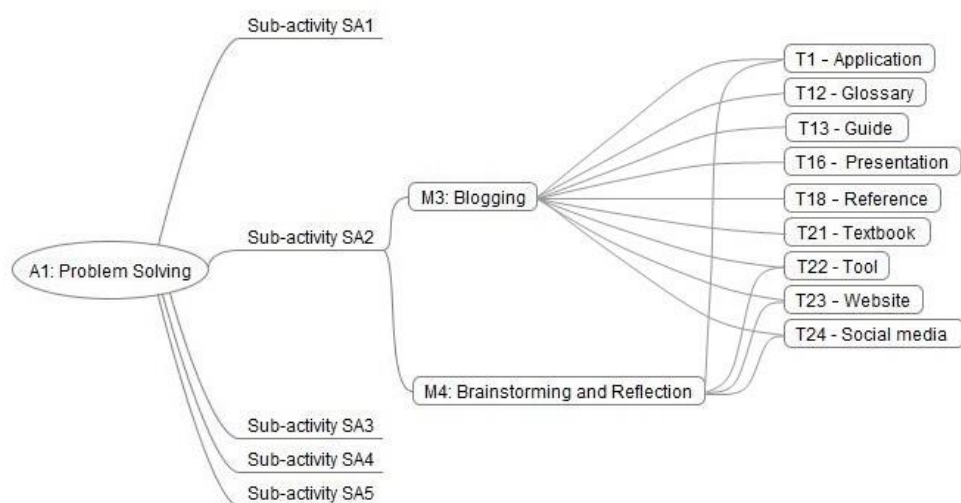 Sub-activity SA1
T1 - Application
T12 - Glossary
T13 - Guide
T16 - Presentation
M3: Blogging
T18 - Reference
T21 - Textbook
Sub-activity SA2
A1: Problem Solving
T22 - Tool
T23 - Website
T24 - Social media
M4: Brainstorming and Reflection
Sub-activity SA3
Sub-activity SA4
Sub-activity SA5